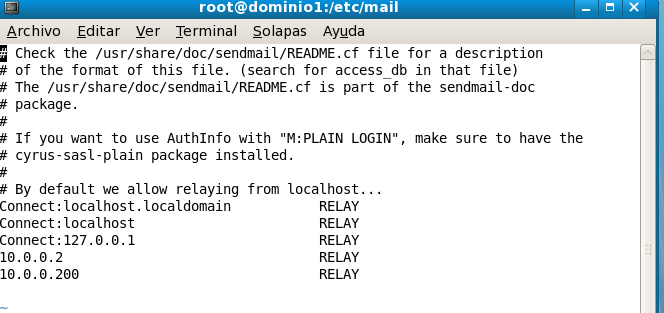 root@dominio1:/etc/mail
Archivo Editar Ver Terminal Solapas Ayuda
# Check the /usr/share/doc/sendmail/README.cf file for a description
# of the format of this file. (search for access_db in that file)
# The /usr/share/doc/sendmail/README.cf is part of the sendmail-doc
# package.
#
# If you want to use AuthInfo with "M:PLAIN LOGIN", make sure to have the
# cyrus-sasl-plain package installed.
#
# By default we allow relaying from localhost...
Connect:localhost.localdomain RELAY
Connect:localhost RELAY
Connect:127.0.0.1 RELAY
10.0.0.2 RELAY
10.0.0.200 RELAY
~